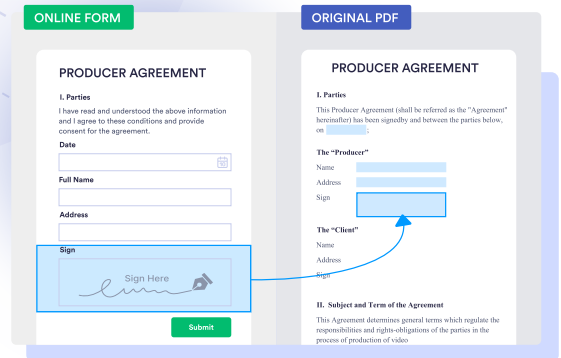 ONLINE FORM
PRODUCER AGREEMENT
I. Parties
I have read and understood the above information
and I agree to these conditions and provide
consent for the agreement.
Date
Full Name
Address
Sign
Sign Here
Submit
ORIGINAL PDF
PRODUCER AGREEMENT
I. Parties
This Producer Agreement (shall be referred as the "Agreement"
hereinafter) has been signedby and between the parties below,
on ;
The “Producer”
Name
Address
Sign
The “Client”
Name
Address
Sign
II. Subject and Term of the Agreement
This Agreement determines general terms which regulate the
responsibilities and rights-obligations of the parties in the
process of production of video